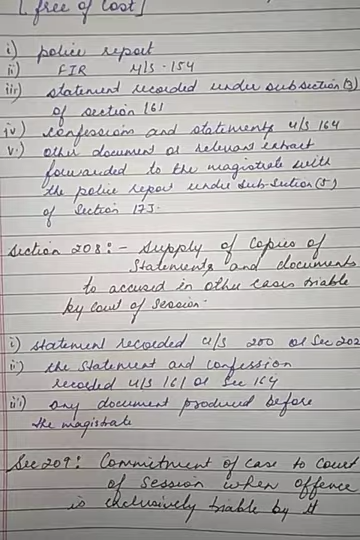 [free of cost]
i) police report
ii) FIR u/s - 154
iii) statement recorded under subsection (3)
of section 161
iv) confessions and statements u/s 164
v) other document or relevant extract
forwarded to the magistrate with
the police report under Sub-Section (5)
of Section 173.
Section 208:- Supply of Copies of
Statements and documents
to accused in other cases triable
by court of session.
i) statement recorded u/s 200 or Sec 202
ii) the statement and confession
recorded u/s 161 or Sec 164
iii) any document produced before
the magistrate
Sec 209: Commitment of case to Court
of Session when offence
is exclusively triable by it